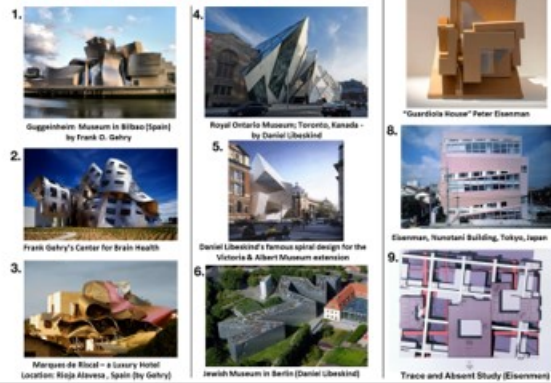 1.
Guggeinheim Museum in Bilbao (Spain)
by Frank O. Gehry
2.
Frank Gehry's Center for Brain Health
3.
Marques de Riscal – a Luxury Hotel
Location: Rioja Alavesa , Spain (by Gehry)
4.
Royal Ontario Museum; Toronto, Kanada -
by Daniel Libeskind
5.
Daniel Libeskind's famous spiral design for the
Victoria & Albert Museum extension
6.
Jewish Museum in Berlin (Daniel Libeskind)
"Guardiola House" Peter Eisenman
8.
Eisenman, Nunotani Building, Tokyo, Japan
9.
Trace and Absent Study (Eisenmen)